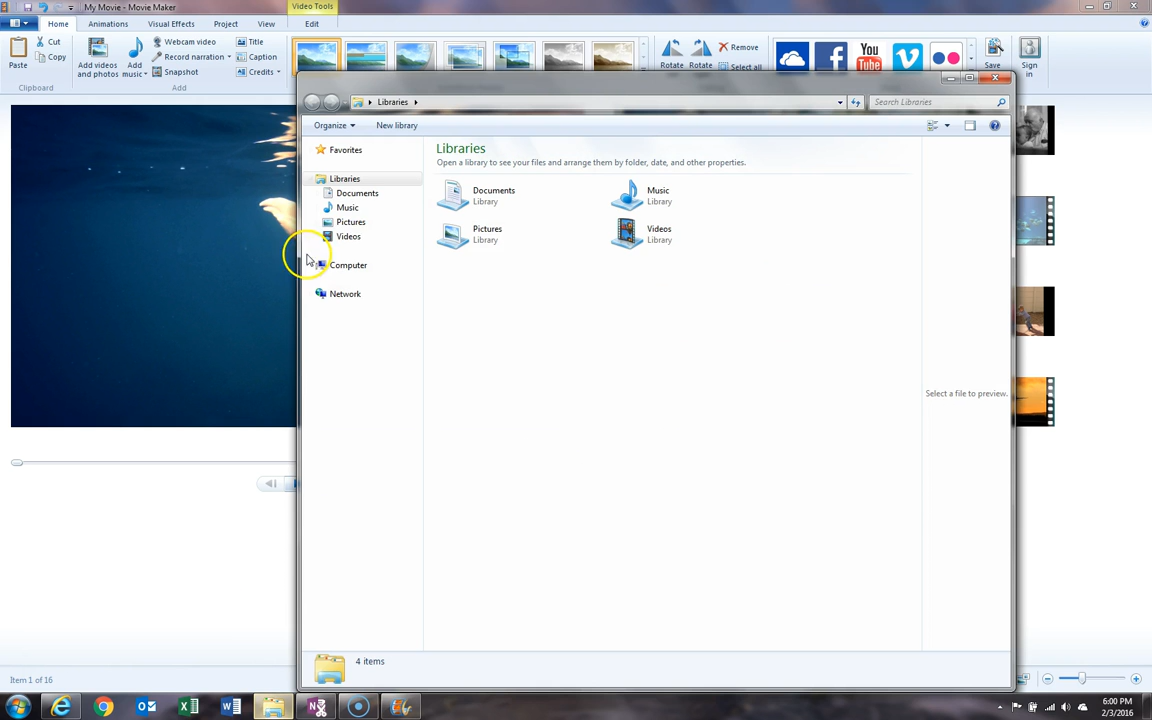 My Movie - Movie Maker
Video Tools
Home Animations Visual Effects Project View Edit
Paste
Cut
Copy
Clipboard
Add videos and photos
Add music
Webcam video
Record narration
Snapshot
Title
Caption
Credits
Add
Rotate
Rotate
Remove
Select all
You Tube
Save
Sign in
Libraries
Search Libraries
Organize New library
Favorites
Libraries
Documents
Music
Pictures
Videos
Computer
Network
Libraries
Open a library to see your files and arrange them by folder, date, and other properties.
Documents
Library
Music
Library
Pictures
Library
Videos
Library
Select a file to preview.
4 items
Item 1 of 16
6:00 PM
2/3/2016